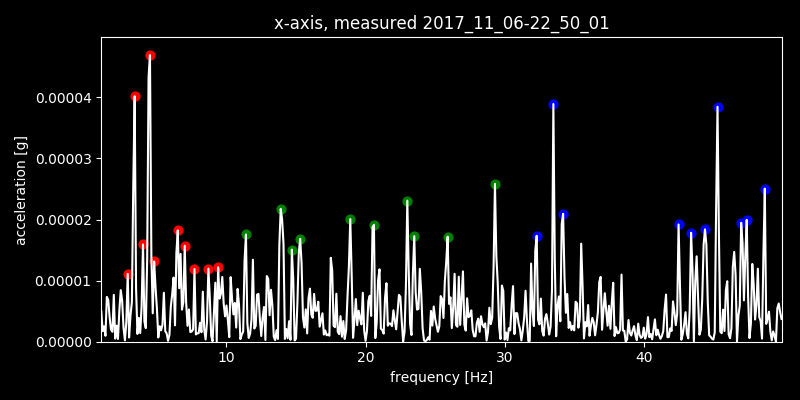 x-axis, measured 2017_11_06-22_50_01
acceleration [g]
0.00004
0.00003
0.00002
0.00001
0.00000
10 20 30 40
frequency [Hz]